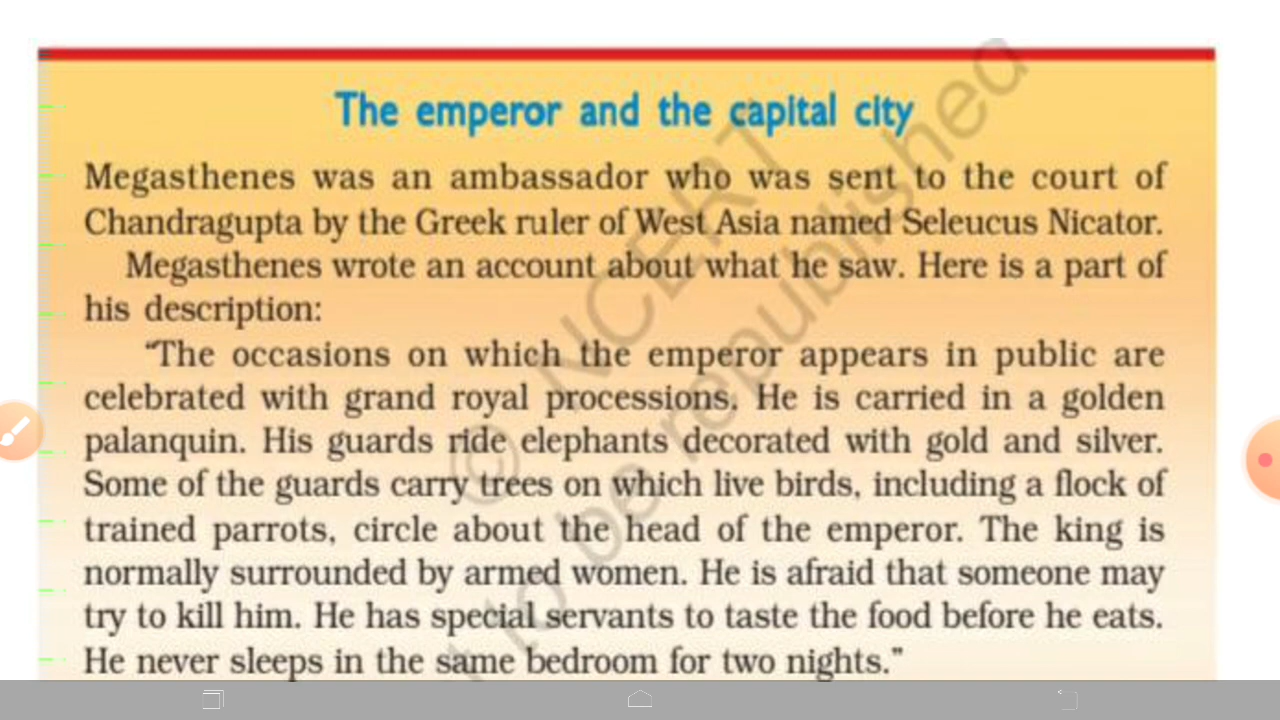 The emperor and the capital city
Megasthenes was an ambassador who was sent to the court of
Chandragupta by the Greek ruler of West Asia named Seleucus Nicator.
Megasthenes wrote an account about what he saw. Here is a part of
his description:
“The occasions on which the emperor appears in public are
celebrated with grand royal processions. He is carried in a golden
palanquin. His guards ride elephants decorated with gold and silver.
Some of the guards carry trees on which live birds, including a flock of
trained parrots, circle about the head of the emperor. The king is
normally surrounded by armed women. He is afraid that someone may
try to kill him. He has special servants to taste the food before he eats.
He never sleeps in the same bedroom for two nights.”
© NCERT
to be republished